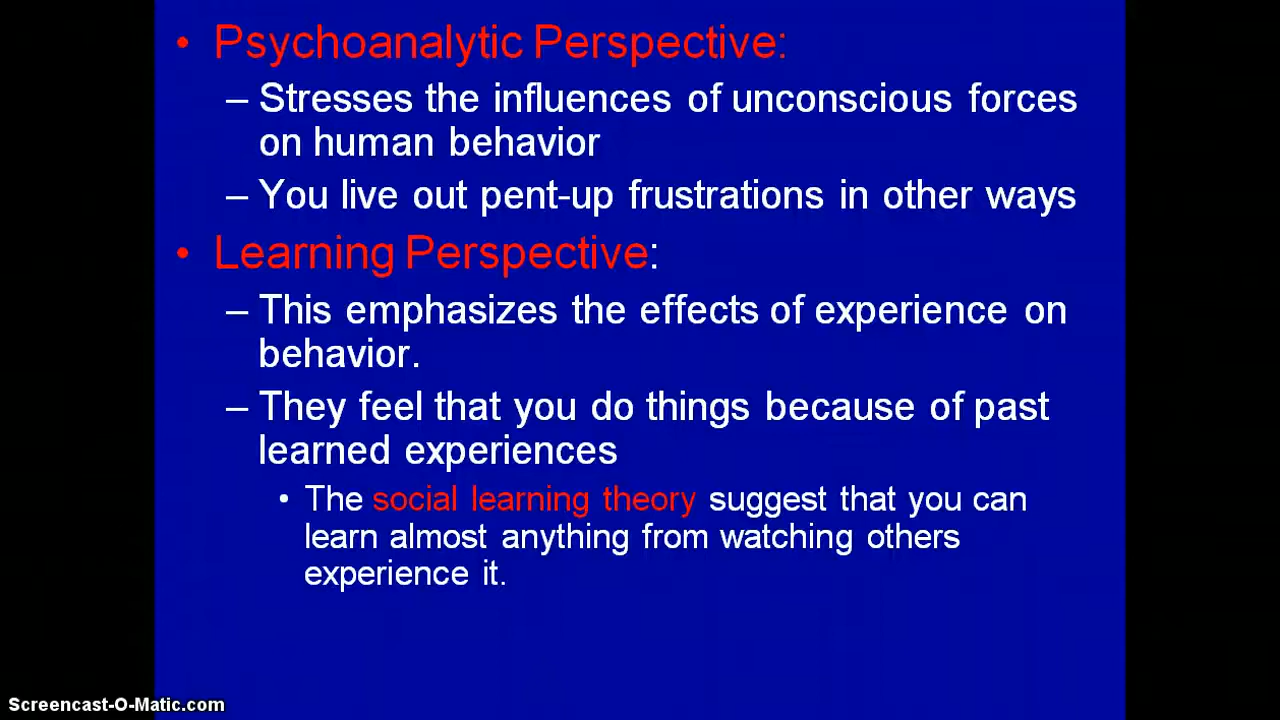 • Psychoanalytic Perspective:
– Stresses the influences of unconscious forces
on human behavior
– You live out pent-up frustrations in other ways
• Learning Perspective:
– This emphasizes the effects of experience on
behavior.
– They feel that you do things because of past
learned experiences
• The social learning theory suggest that you can
learn almost anything from watching others
experience it.
Screencast-O-Matic.com